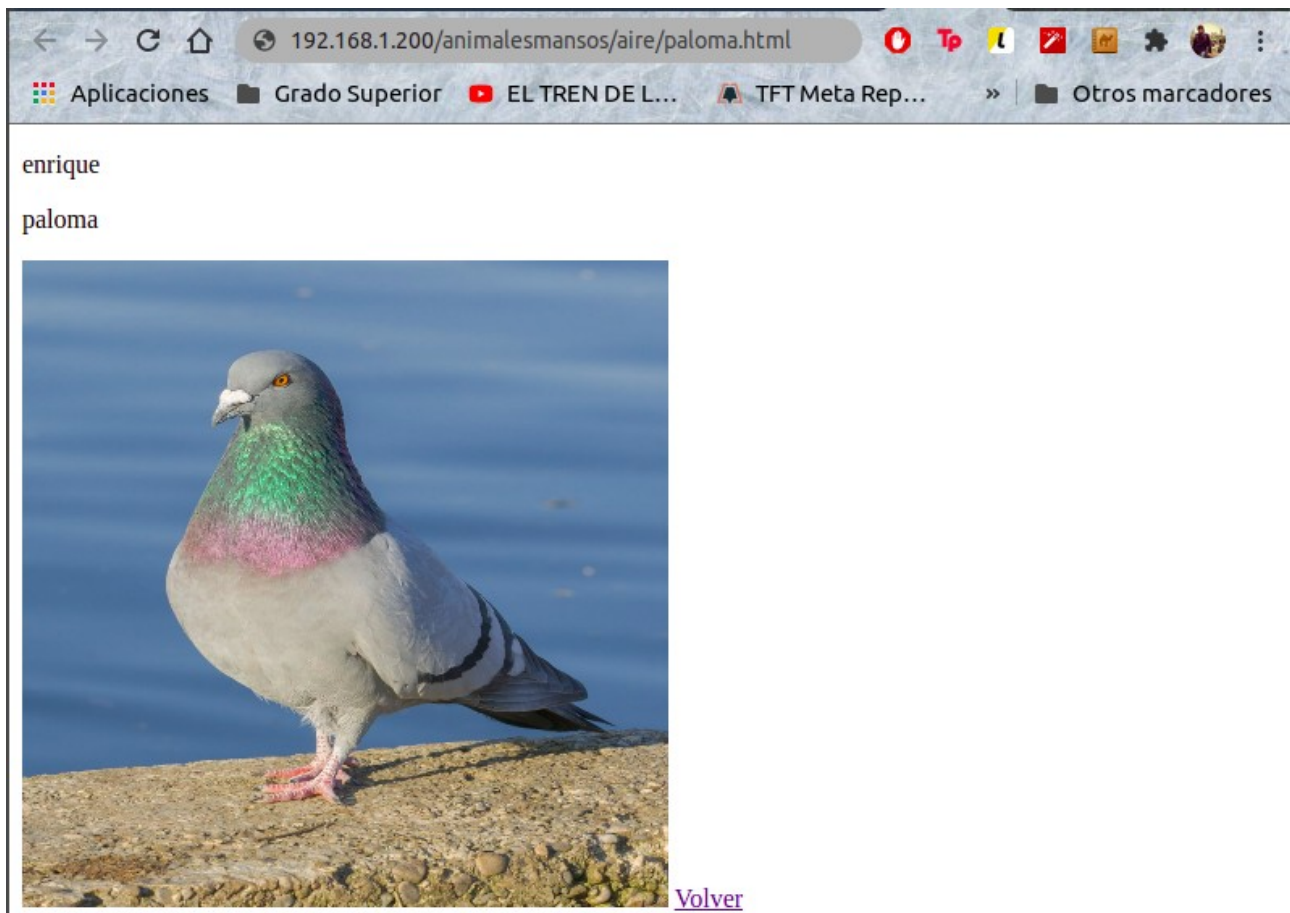 192.168.1.200/animalesmansos/aire/paloma.html
Tp
L
Aplicaciones Grado Superior EL TREN DE L... TFT Meta Rep... » Otros marcadores
enrique
paloma
Volver